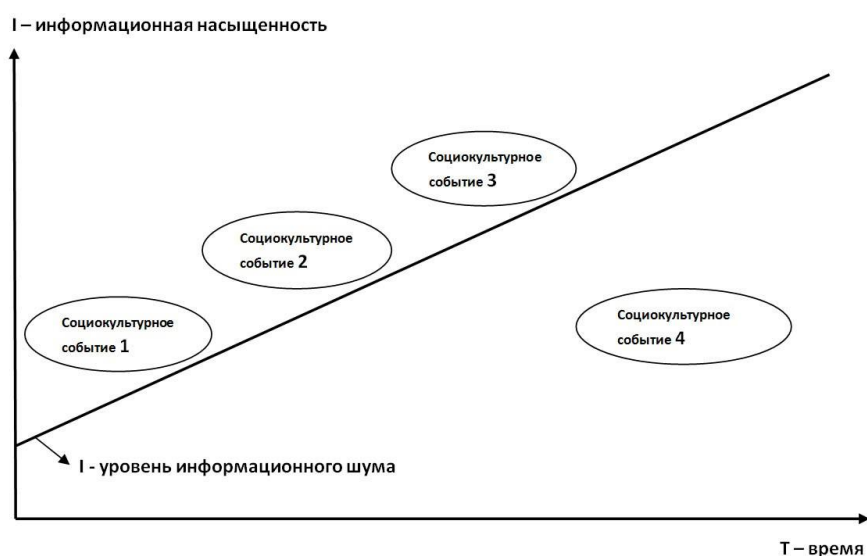 I – информационная насыщенность
Социокультурное
событие 3
Социокультурное
событие 2
Социокультурное
событие 1
Социокультурное
событие 4
I - уровень информационного шума
T – время